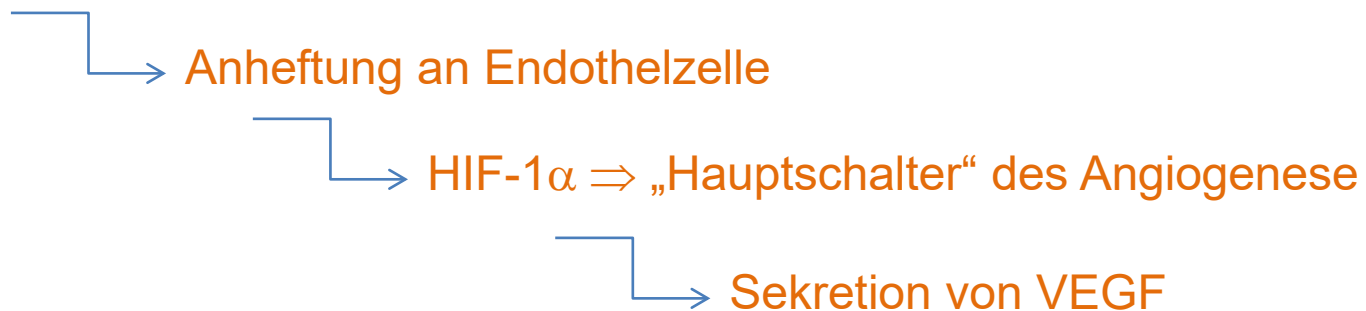 Anheftung an Endothelzelle
HIF-1α ⇒ „Hauptschalter“ des Angiogenese
Sekretion von VEGF